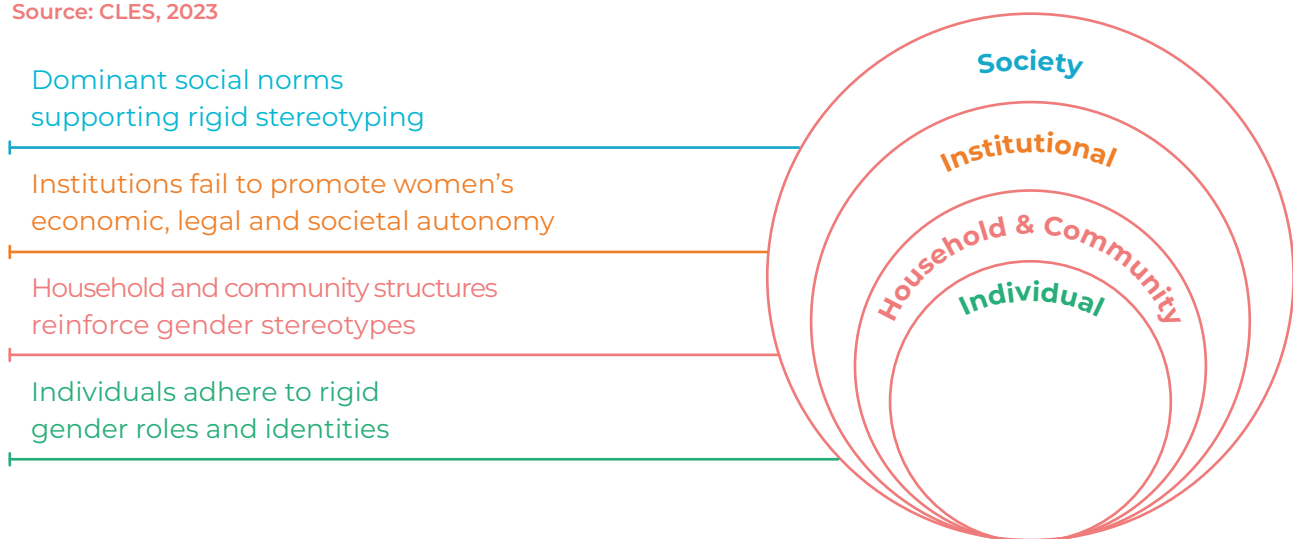 Source: CLES, 2023
Dominant social norms
supporting rigid stereotyping
Institutions fail to promote women’s
economic, legal and societal autonomy
Household and community structures
reinforce gender stereotypes
Individuals adhere to rigid
gender roles and identities
Society
Institutional
Household & Community
Individual